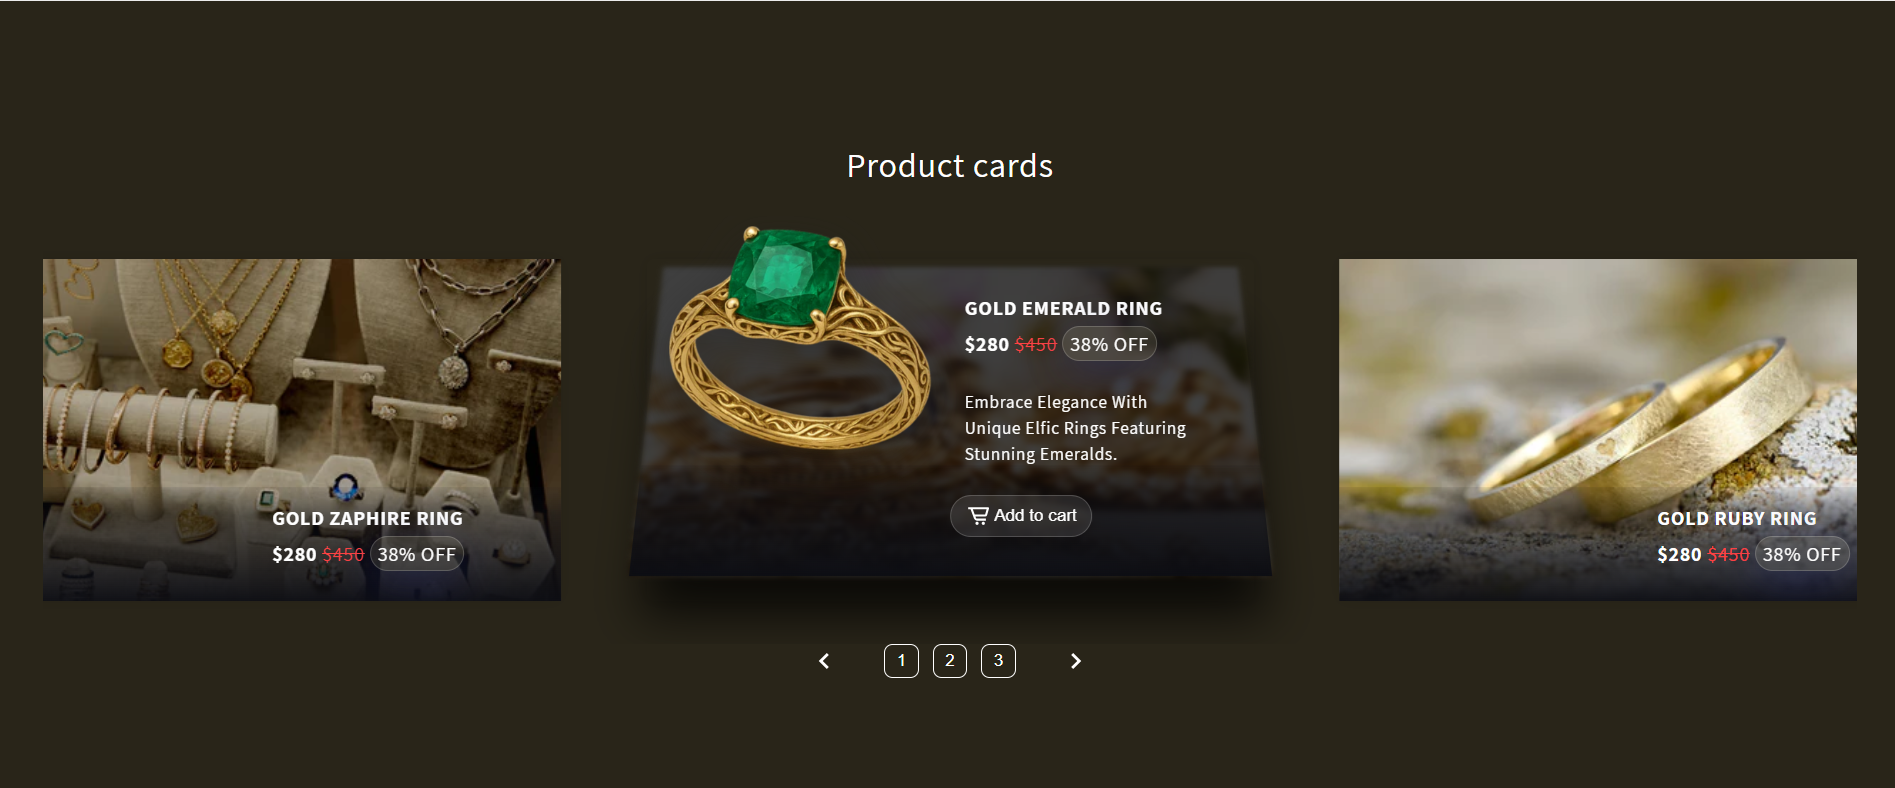 Product cards
GOLD ZAPHIRE RING
$280 $450 38% OFF
GOLD EMERALD RING
$280 $450 38% OFF
Embrace Elegance With
Unique Elfic Rings Featuring
Stunning Emeralds.
Add to cart
GOLD RUBY RING
$280 $450 38% OFF
1 2 3